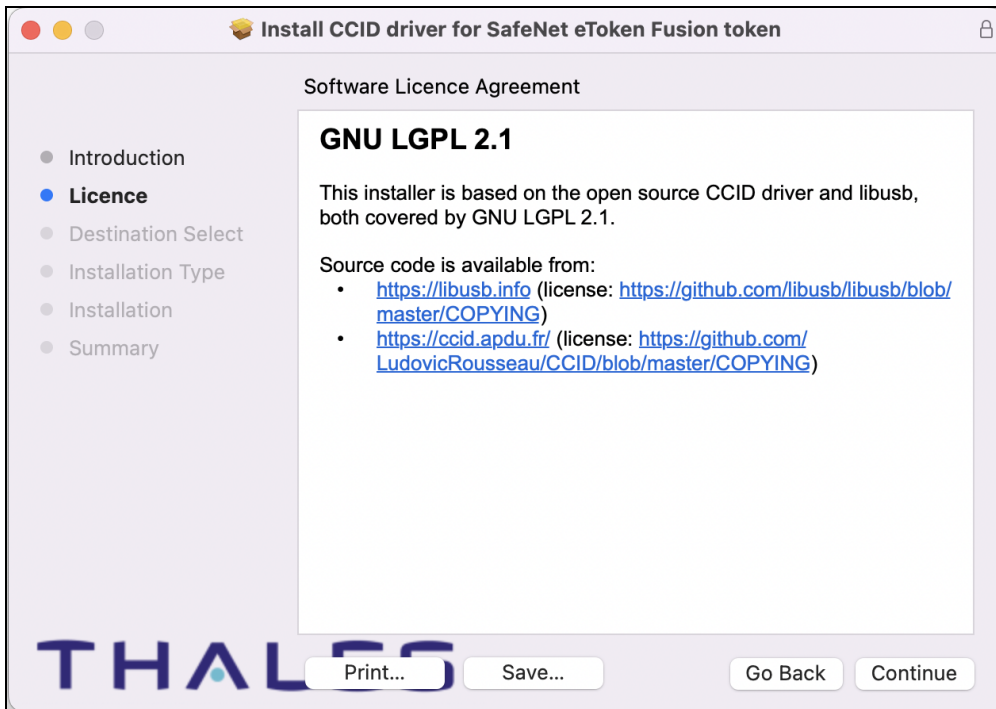 Install CCID driver for SafeNet eToken Fusion token
Software Licence Agreement
Introduction
Licence
Destination Select
Installation Type
Installation
Summary
GNU LGPL 2.1
This installer is based on the open source CCID driver and libusb,
both covered by GNU LGPL 2.1.
Source code is available from:
• https://libusb.info (license: https://github.com/libusb/libusb/blob/
master/COPYING)
• https://ccid.apdu.fr/ (license: https://github.com/
LudovicRousseau/CCID/blob/master/COPYING)
THALES
Print... Save... Go Back Continue